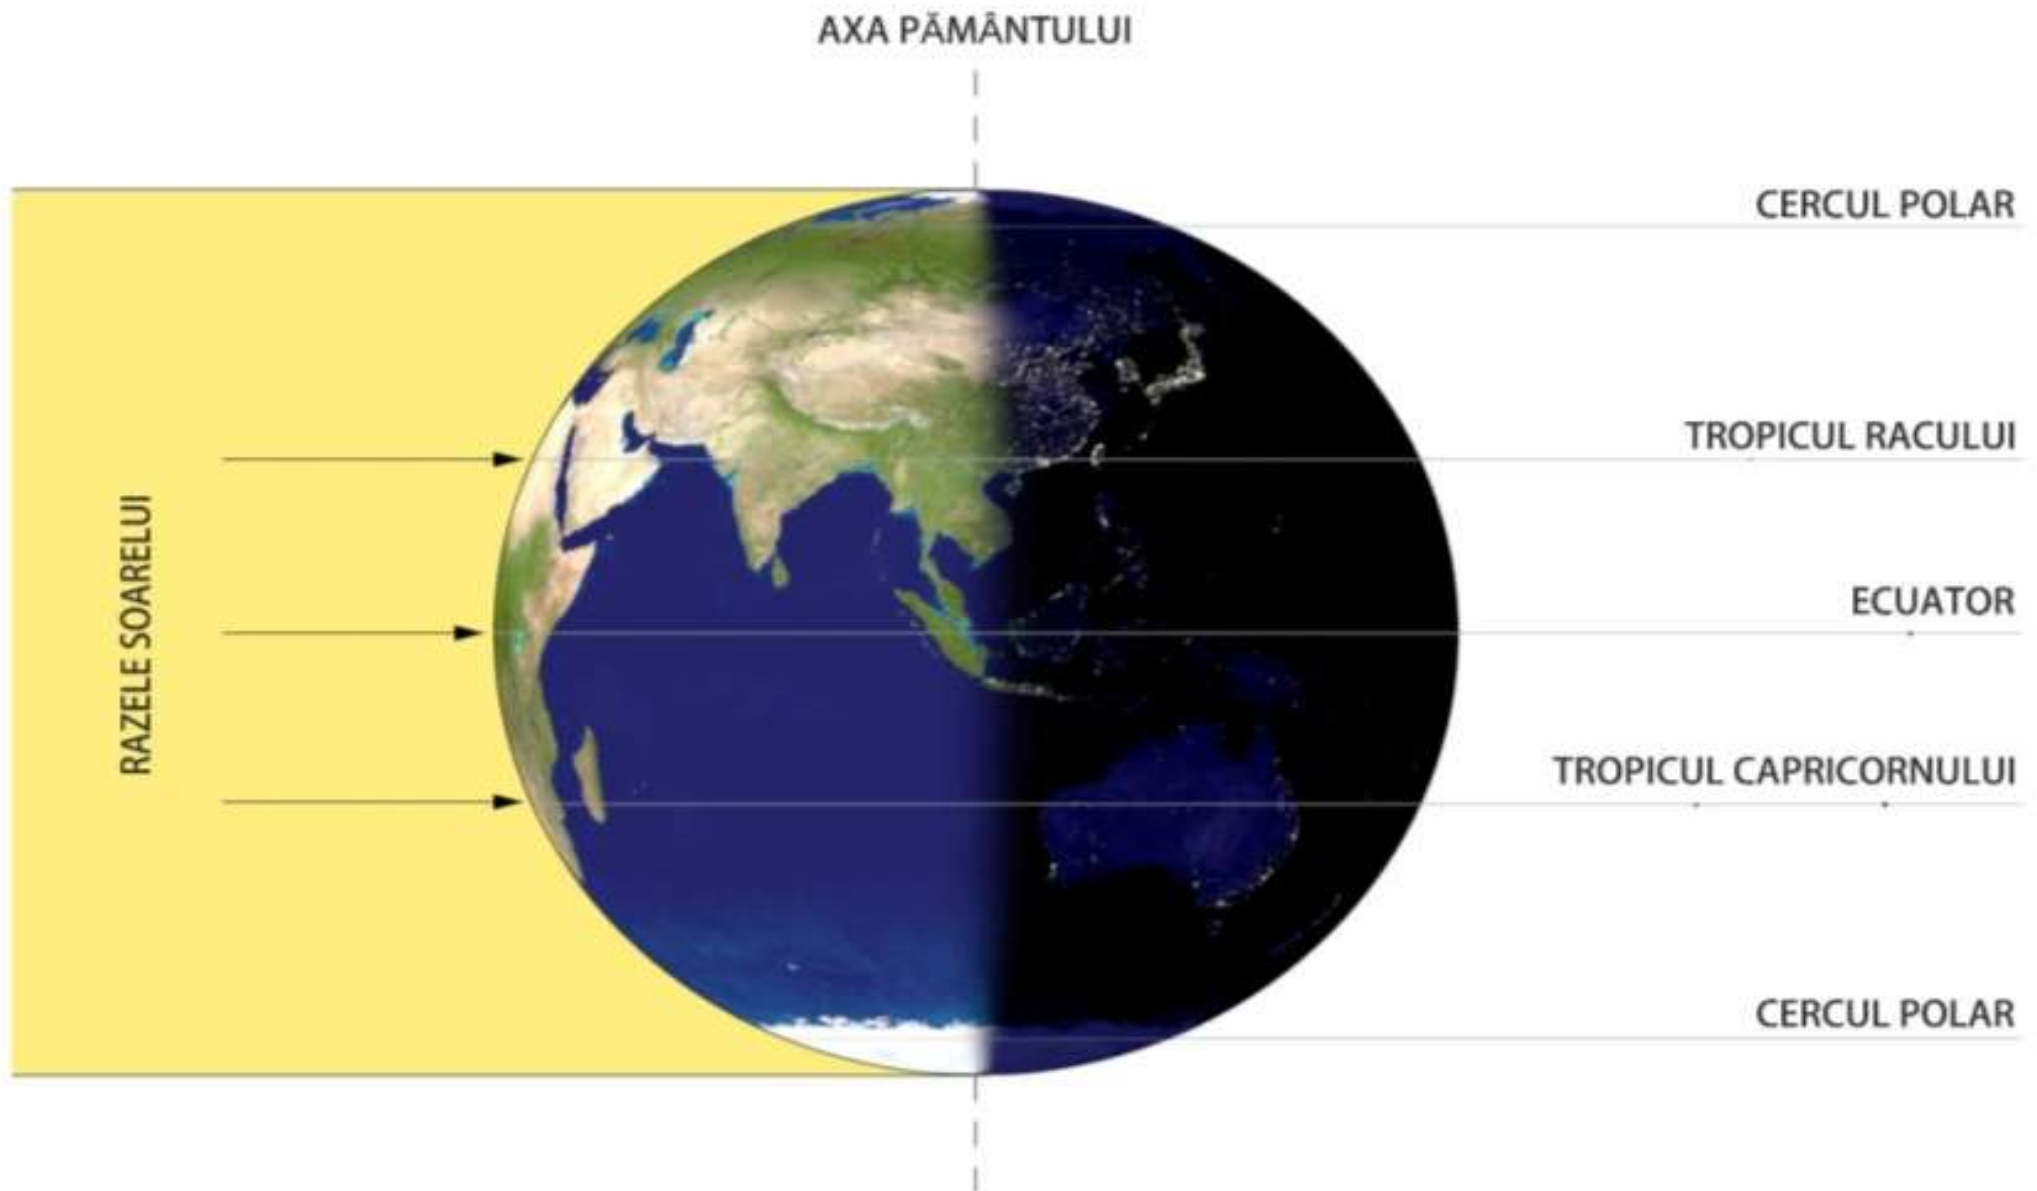 AXA PĂMÂNTULUI
CERCUL POLAR
TROPICUL RACULUI
RAZELE SOARELUI
ECUATOR
TROPICUL CAPRICORNULUI
CERCUL POLAR